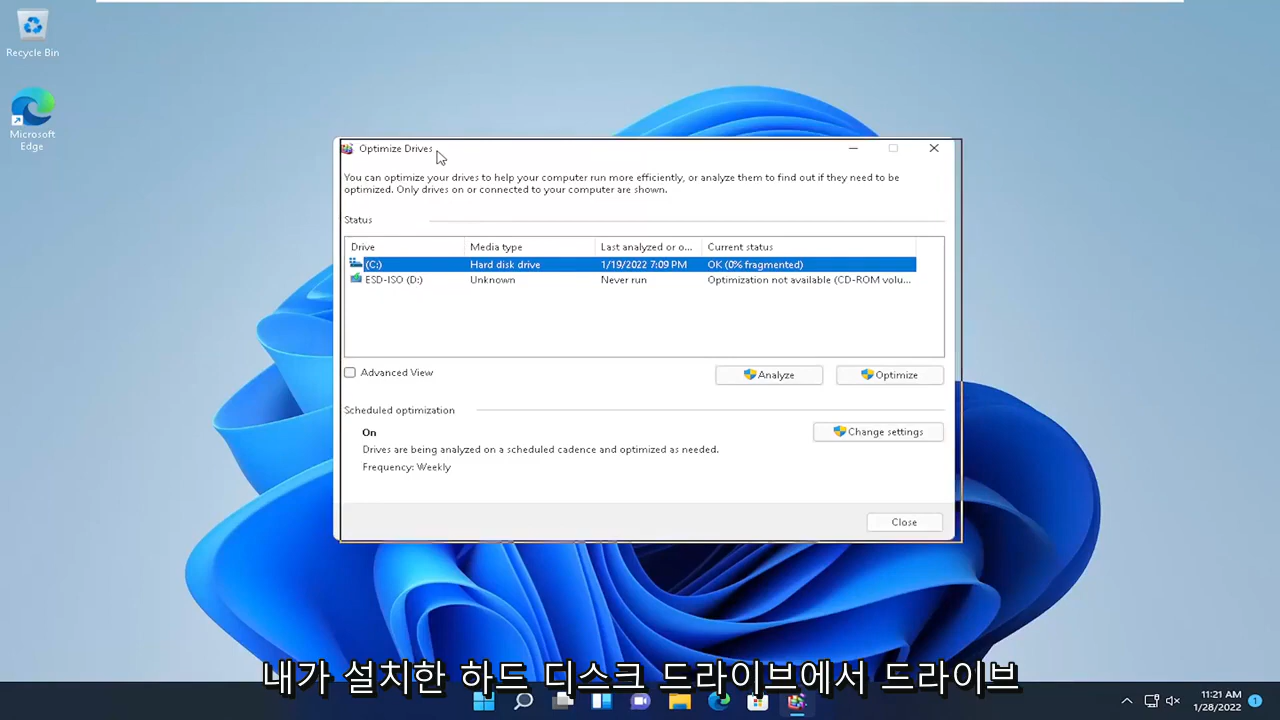 Recycle Bin
Microsoft
Edge
Optimize Drives
You can optimize your drives to help your computer run more efficiently, or analyze them to find out if they need to be
optimized. Only drives on or connected to your computer are shown.
Status
Drive Media type Last analyzed or o... Current status
(C:) Hard disk drive 1/19/2022 7:09 PM OK (0% fragmented)
ESD-ISO (D:) Unknown Never run Optimization not available (CD-ROM volu...
Advanced View
Analyze
Optimize
Scheduled optimization
On
Change settings
Drives are being analyzed on a scheduled cadence and optimized as needed.
Frequency: Weekly
Close
내가 설치한 하드 디스크 드라이브에서 드라이브
11:21 AM
1/28/2022
1